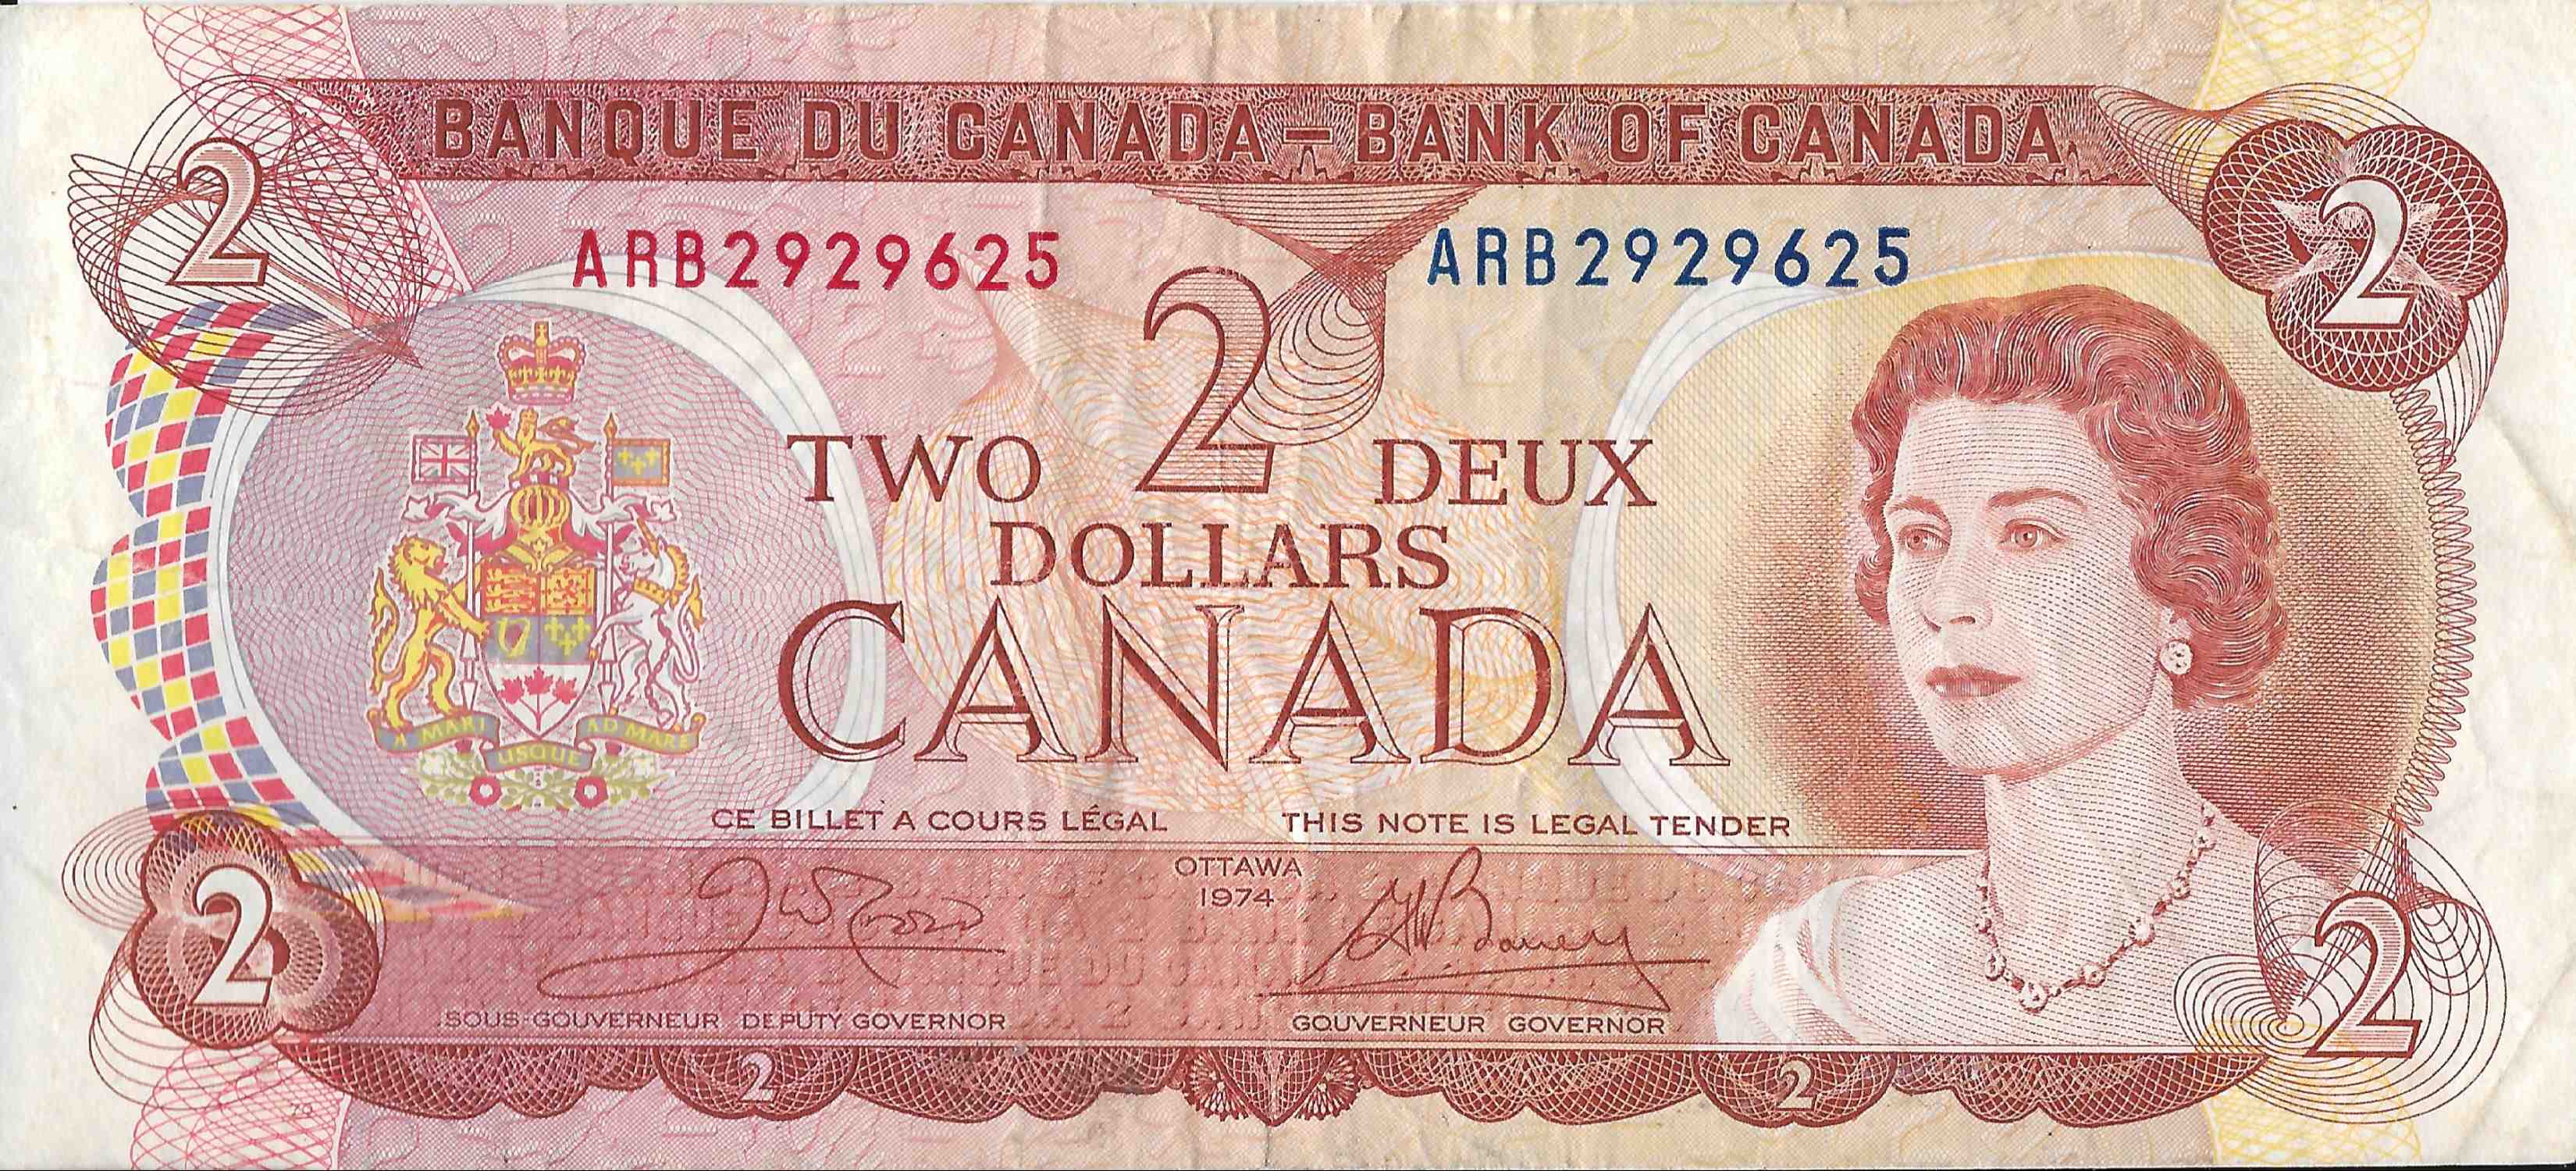 BANQUE DU CANADA — BANK OF CANADA
2
2
ARB2929625
ARB2929625
2
TWO
DEUX
DOLLARS
CANADA
A MARI USQUE AD MARE
CE BILLET A COURS LÉGAL
THIS NOTE IS LEGAL TENDER
OTTAWA
1974
2
2
SOUS-GOUVERNEUR DEPUTY GOVERNOR
GOUVERNEUR GOVERNOR
2
2
70